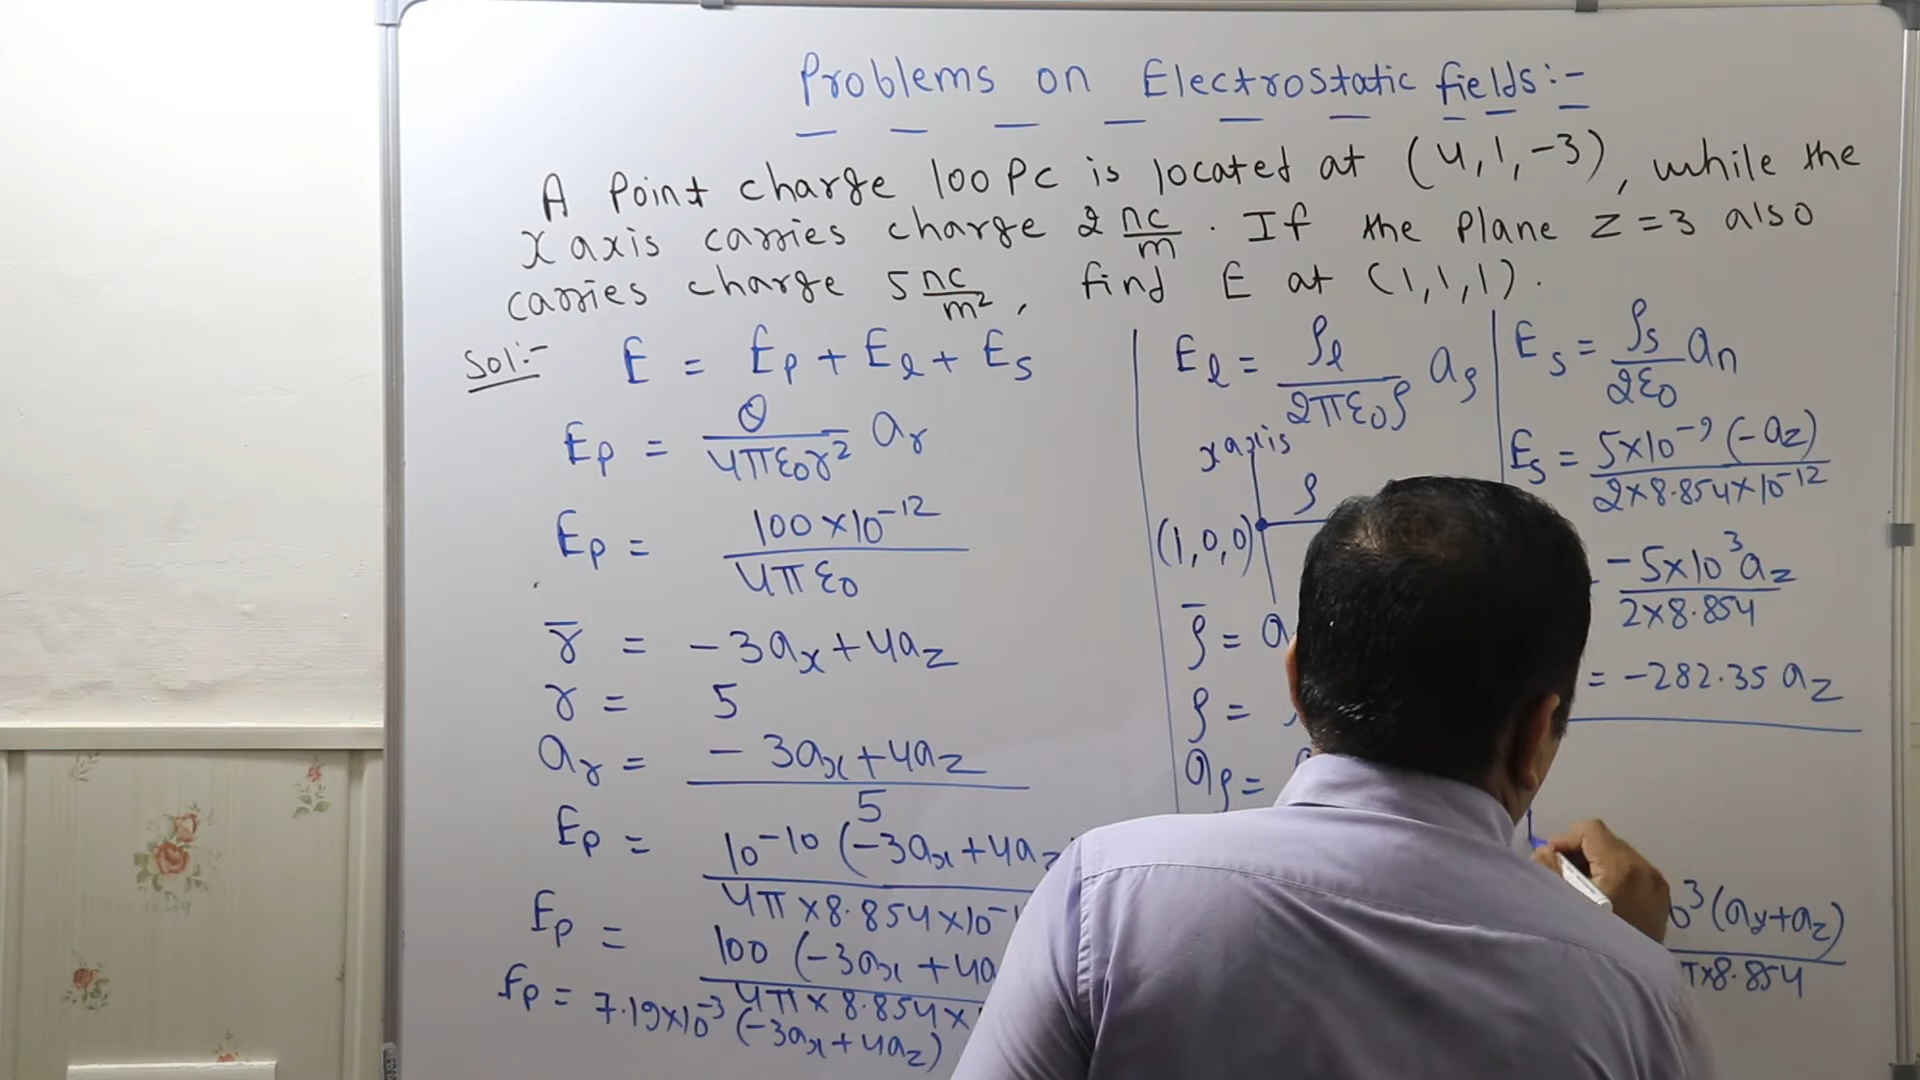 Problems on Electrostatic fields:-
A Point charge 100PC is located at (4,1,-3), while the
x axis carries charge 2 nc/m. If the Plane z=3 also
carries charge 5 nc/m², find E at (1,1,1).
Sol:- E = Ep + El + Es
Ep = Q/4πε0r² ar
Ep = 100×10⁻¹²/4πε0
r̄ = -3ax+4az
r = 5
ar = -3ax+4az/5
Ep = 10⁻¹⁰(-3ax+4az/4π×8.854×10⁻
Ep = 100(-3ax+4a/4π×8.854×
Ep = 7.19×10⁻³(-3ax+4az)
El = ρl/2πε0ρ aρ
x axis
ρ
(1,0,0)
ρ̄ = a
ρ =
aρ =
Es = ρs/2ε0 an
Es = 5×10⁻⁹(-az)/2×8.854×10⁻¹²
-5×10³az/2×8.854
= -282.35 az
0³(ay+az)/π×8.854